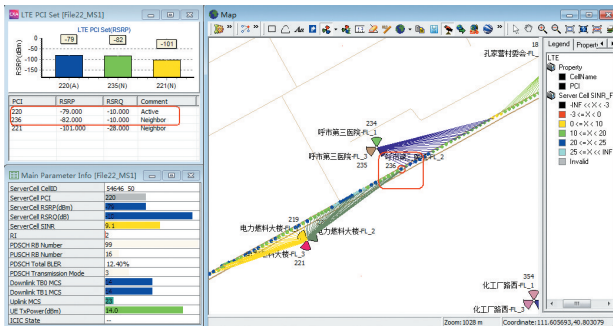 LTE PCI Set [File22_MS1]
LTE PCI Set(RSRP)
RSRP(dBm)
0
-50
-100
-150
-79
-82
-101
220(A)
235(N)
221(N)
PCI RSRP RSRQ Comment
220 -79.000 -10.000 Active
236 -82.000 -10.000 Neighbor
221 -101.000 -28.000 Neighbor
Main Parameter Info [File22_MS1]
ServerCell CellID 54646 50
ServerCell PCI 220
ServerCell RSRP(dBm)
ServerCell RSRQ(dB)
ServerCell SINR 9.1
RI 2
PDSCH RB Number 99
PUSCH RB Number 16
PDSCH Total BLER 12.40%
PDSCH Transmission Mode 3
Downlink TB0 MCS
Downlink TB1 MCS
Uplink MCS 23
UE TxPower(dBm) 14.0
ICIC State --
Map
18
孔家营村委会-FL_
234
呼市第三医院-FL_1
呼市第三医院-FL_3
呼市第三医院-FL_2
235
236
219
电力燃料大楼-FL_
电力燃料大楼-FL_2
电力燃料大楼-FL_3
221
354
化工厂路西-FL_1
化工厂路西-FL_3
Legend
Property
LTE
Property
CellName
PCI
Server Cell SINR_F
-INF << X < -3
-3 <= X < 0
0 <= X < 10
10 <= X < 20
20 <= X < 25
25 <= X << INF
Invalid
Zoom: 1028 m
Coordinate:111.605693,40.803079